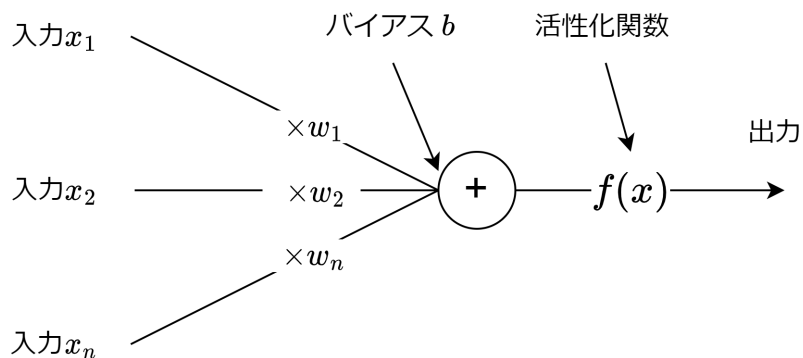 入力x₁
バイアス b
活性化関数
×w₁
出力
入力x₂
×w₂
+
f(x)
×wₙ
入力xₙ